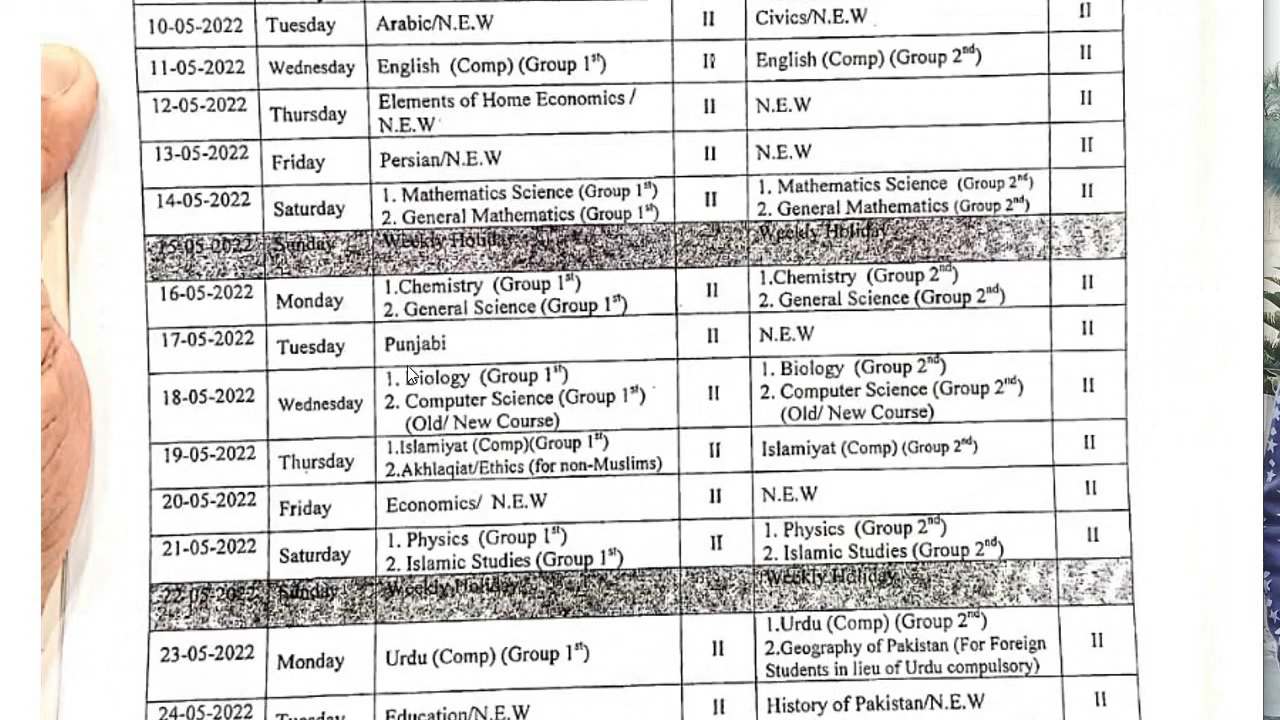 10-05-2022 Tuesday Arabic/N.E.W II Civics/N.E.W II
11-05-2022 Wednesday English (Comp) (Group 1st) II English (Comp) (Group 2nd) II
12-05-2022 Thursday Elements of Home Economics / II N.E.W II
N.E.W
13-05-2022 Friday Persian/N.E.W II N.E.W II
14-05-2022 Saturday 1. Mathematics Science (Group 1st) II 1. Mathematics Science (Group 2nd) II
2. General Mathematics (Group 1st) 2. General Mathematics (Group 2nd)
15-05-2022 Sunday Weekly Holiday Weekly Holiday
16-05-2022 Monday 1.Chemistry (Group 1st) II 1.Chemistry (Group 2nd) II
2. General Science (Group 1st) 2. General Science (Group 2nd)
17-05-2022 Tuesday Punjabi II N.E.W II
18-05-2022 Wednesday 1. Biology (Group 1st) II 1. Biology (Group 2nd) II
2. Computer Science (Group 1st) 2. Computer Science (Group 2nd)
(Old/ New Course) (Old/ New Course)
19-05-2022 Thursday 1.Islamiyat (Comp)(Group 1st) II Islamiyat (Comp) (Group 2nd) II
2.Akhlaqiat/Ethics (for non-Muslims)
20-05-2022 Friday Economics/ N.E.W II N.E.W II
21-05-2022 Saturday 1. Physics (Group 1st) II 1. Physics (Group 2nd) II
2. Islamic Studies (Group 1st) 2. Islamic Studies (Group 2nd)
22-05-2022 Sunday Weekly Holiday Weekly Holiday
23-05-2022 Monday Urdu (Comp) (Group 1st) II 1.Urdu (Comp) (Group 2nd) II
2.Geography of Pakistan (For Foreign
Students in lieu of Urdu compulsory)
24-05-2022 Tuesday Education/N.E.W II History of Pakistan/N.E.W II